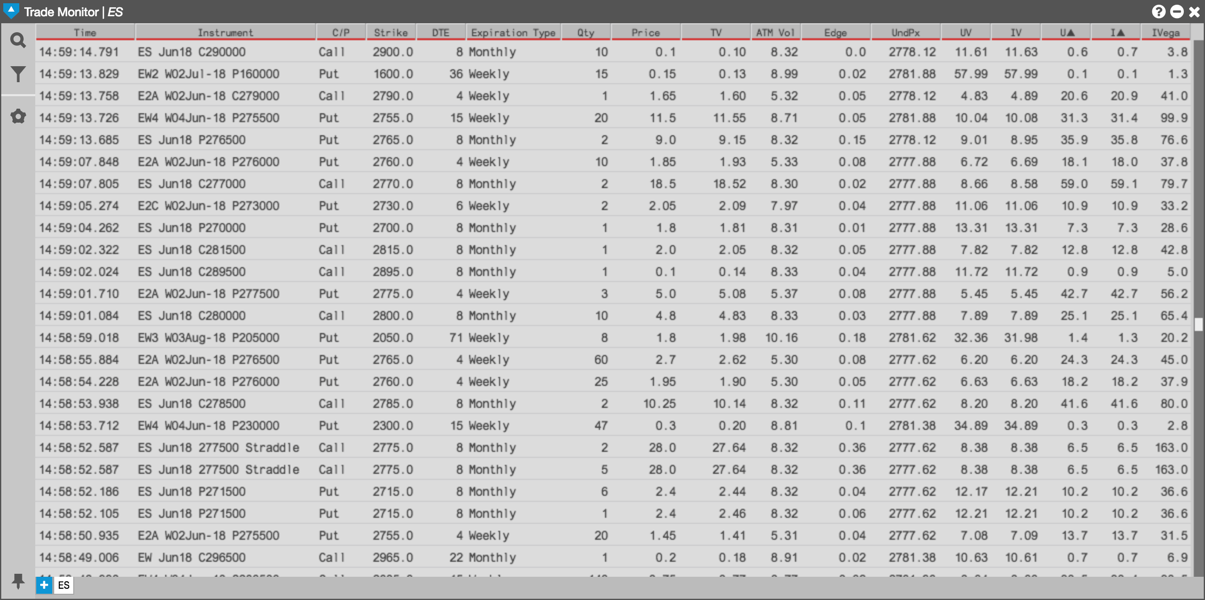 Trade Monitor | ES
Time Instrument C/P Strike DTE Expiration Type Qty Price TV ATM Vol Edge UndPx UV IV U▲ I▲ IVega
14:59:14.791 ES Jun18 C290000 Call 2900.0 8 Monthly 10 0.1 0.10 8.32 0.0 2778.12 11.61 11.63 0.6 0.7 3.8
14:59:13.829 EW2 W02Jul-18 P160000 Put 1600.0 36 Weekly 15 0.15 0.13 8.99 0.02 2781.88 57.99 57.99 0.1 0.1 1.3
14:59:13.758 E2A W02Jun-18 C279000 Call 2790.0 4 Weekly 1 1.65 1.60 5.32 0.05 2778.12 4.83 4.89 20.6 20.9 41.0
14:59:13.726 EW4 W04Jun-18 P275500 Put 2755.0 15 Weekly 20 11.5 11.55 8.71 0.05 2781.88 10.04 10.08 31.3 31.4 99.9
14:59:13.685 ES Jun18 P276500 Put 2765.0 8 Monthly 2 9.0 9.15 8.32 0.15 2778.12 9.01 8.95 35.9 35.8 76.6
14:59:07.848 E2A W02Jun-18 P276000 Put 2760.0 4 Weekly 10 1.85 1.93 5.33 0.08 2777.88 6.72 6.69 18.1 18.0 37.8
14:59:07.805 ES Jun18 C277000 Call 2770.0 8 Monthly 2 18.5 18.52 8.30 0.02 2777.88 8.66 8.58 59.0 59.1 79.7
14:59:05.274 E2C W02Jun-18 P273000 Put 2730.0 6 Weekly 2 2.05 2.09 7.97 0.04 2777.88 11.06 11.06 10.9 10.9 33.2
14:59:04.262 ES Jun18 P270000 Put 2700.0 8 Monthly 1 1.8 1.81 8.31 0.01 2777.88 13.31 13.31 7.3 7.3 28.6
14:59:02.322 ES Jun18 C281500 Call 2815.0 8 Monthly 1 2.0 2.05 8.32 0.05 2777.88 7.82 7.82 12.8 12.8 42.8
14:59:02.024 ES Jun18 C289500 Call 2895.0 8 Monthly 1 0.1 0.14 8.33 0.04 2777.88 11.72 11.72 0.9 0.9 5.0
14:59:01.710 E2A W02Jun-18 P277500 Put 2775.0 4 Weekly 3 5.0 5.08 5.37 0.08 2777.88 5.45 5.45 42.7 42.7 56.2
14:59:01.084 ES Jun18 C280000 Call 2800.0 8 Monthly 10 4.8 4.83 8.33 0.03 2777.88 7.89 7.89 25.1 25.1 65.4
14:58:59.018 EW3 W03Aug-18 P205000 Put 2050.0 71 Weekly 8 1.8 1.98 10.16 0.18 2781.62 32.36 31.98 1.4 1.3 20.2
14:58:55.884 E2A W02Jun-18 P276500 Put 2765.0 4 Weekly 60 2.7 2.62 5.30 0.08 2777.62 6.20 6.20 24.3 24.3 45.0
14:58:54.228 E2A W02Jun-18 P276000 Put 2760.0 4 Weekly 25 1.95 1.90 5.30 0.05 2777.62 6.63 6.63 18.2 18.2 37.9
14:58:53.938 ES Jun18 C278500 Call 2785.0 8 Monthly 2 10.25 10.14 8.32 0.11 2777.62 8.20 8.20 41.6 41.6 80.0
14:58:53.712 EW4 W04Jun-18 P230000 Put 2300.0 15 Weekly 47 0.3 0.20 8.81 0.1 2781.38 34.89 34.89 0.3 0.3 2.8
14:58:52.587 ES Jun18 277500 Straddle Call 2775.0 8 Monthly 2 28.0 27.64 8.32 0.36 2777.62 8.38 8.38 6.5 6.5 163.0
14:58:52.587 ES Jun18 277500 Straddle Call 2775.0 8 Monthly 5 28.0 27.64 8.32 0.36 2777.62 8.38 8.38 6.5 6.5 163.0
14:58:52.186 ES Jun18 P271500 Put 2715.0 8 Monthly 6 2.4 2.44 8.32 0.04 2777.62 12.17 12.21 10.2 10.2 36.6
14:58:52.105 ES Jun18 P271500 Put 2715.0 8 Monthly 1 2.4 2.46 8.32 0.06 2777.62 12.21 12.21 10.2 10.2 36.6
14:58:50.935 E2A W02Jun-18 P275500 Put 2755.0 4 Weekly 20 1.45 1.41 5.31 0.04 2777.62 7.08 7.09 13.7 13.7 31.5
14:58:49.006 EW Jun18 C296500 Call 2965.0 22 Monthly 1 0.2 0.18 8.91 0.02 2781.38 10.63 10.61 0.7 0.7 6.9
ES